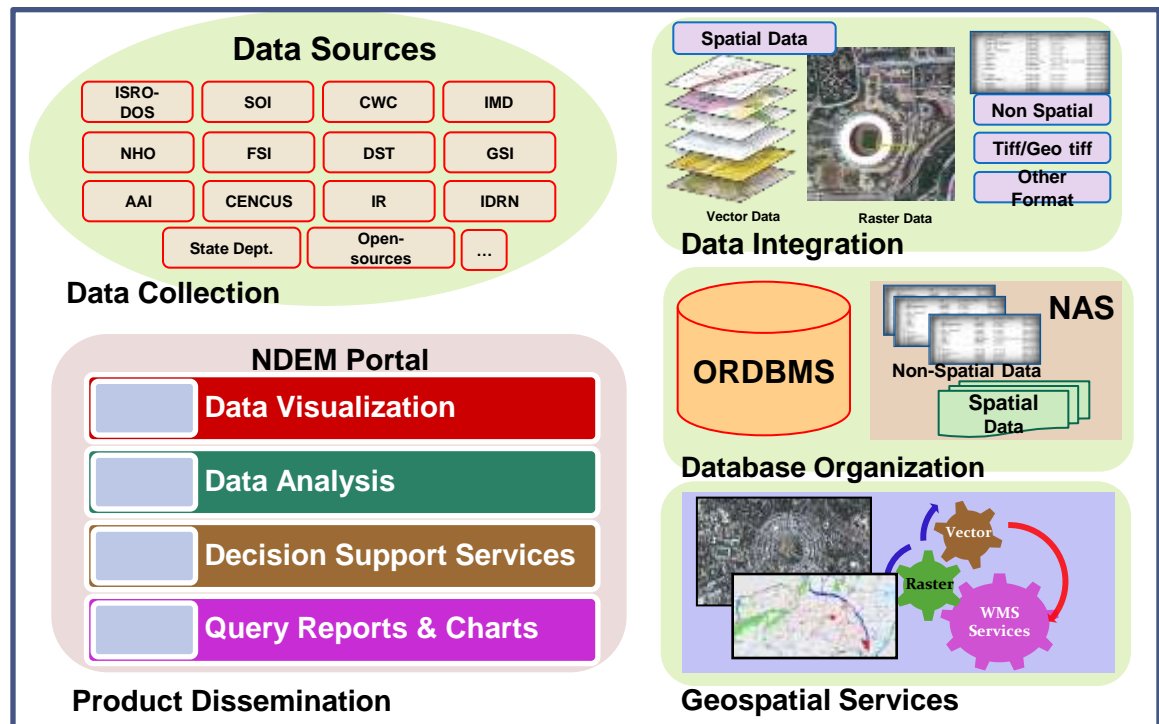 Data Sources
ISRO-
DOS
SOI
CWC
IMD
NHO
FSI
DST
GSI
AAI
CENCUS
IR
IDRN
State Dept.
Open-
sources
...
Data Collection
Spatial Data
Vector Data
Raster Data
Non Spatial
Tiff/Geo tiff
Other
Format
Data Integration
NDEM Portal
Data Visualization
Data Analysis
Decision Support Services
Query Reports & Charts
Product Dissemination
ORDBMS
NAS
Non-Spatial Data
Spatial
Data
Database Organization
Vector
Raster
WMS
Services
Geospatial Services